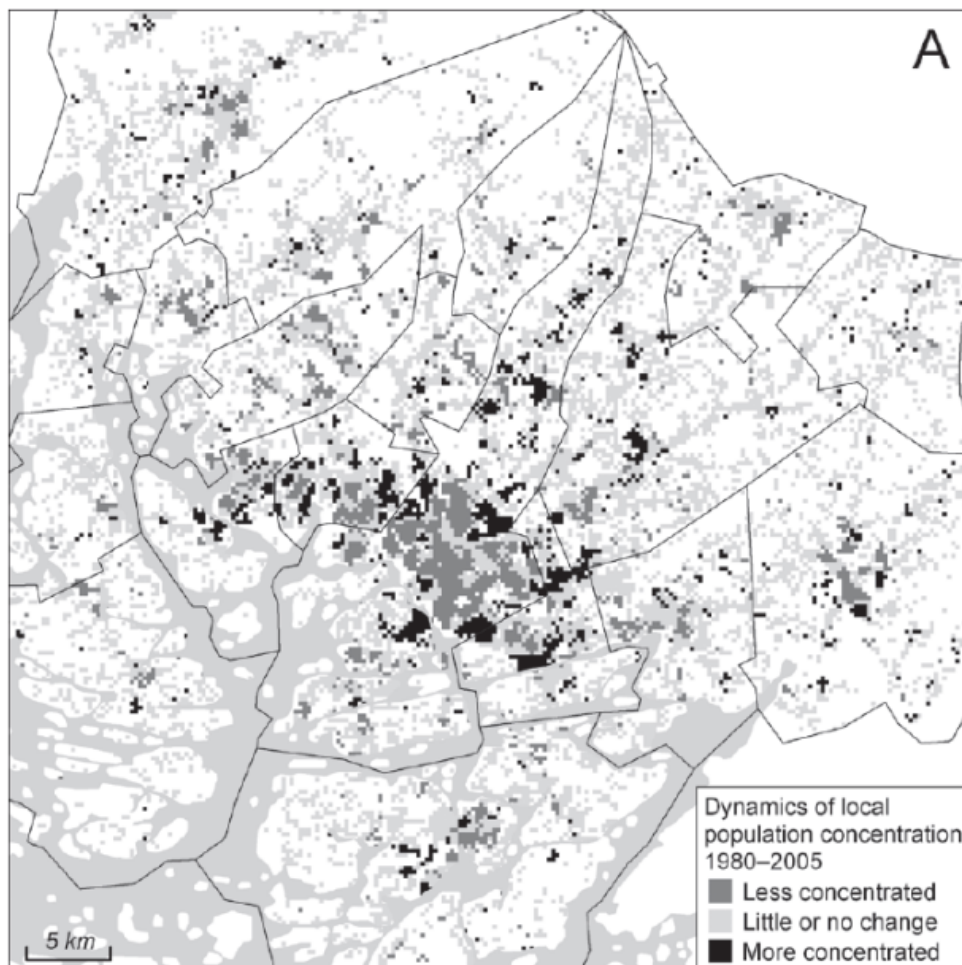 A
Dynamics of local
population concentration
1980–2005
Less concentrated
Little or no change
More concentrated
5 km